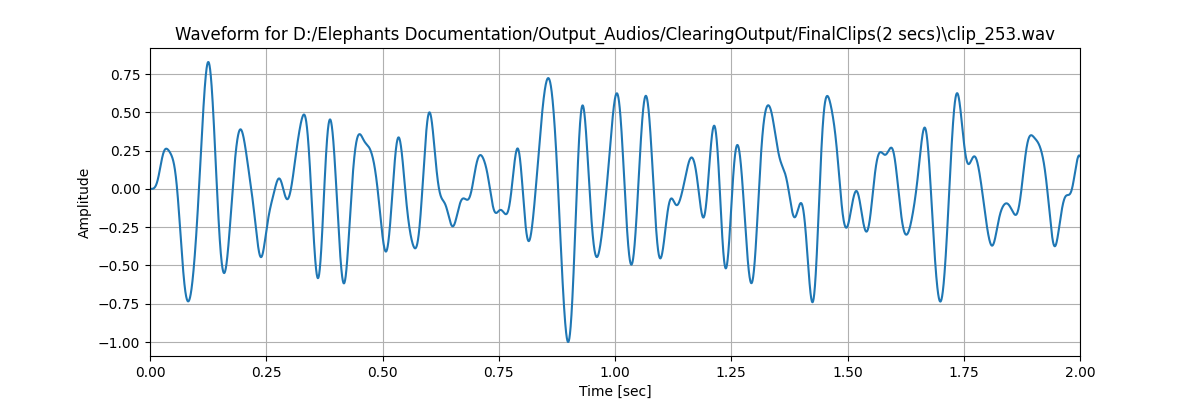 Waveform for D:/Elephants Documentation/Output_Audios/ClearingOutput/FinalClips(2 secs)\clip_253.wav
Amplitude
0.75
0.50
0.25
0.00
−0.25
−0.50
−0.75
−1.00
0.00 0.25 0.50 0.75 1.00 1.25 1.50 1.75 2.00
Time [sec]